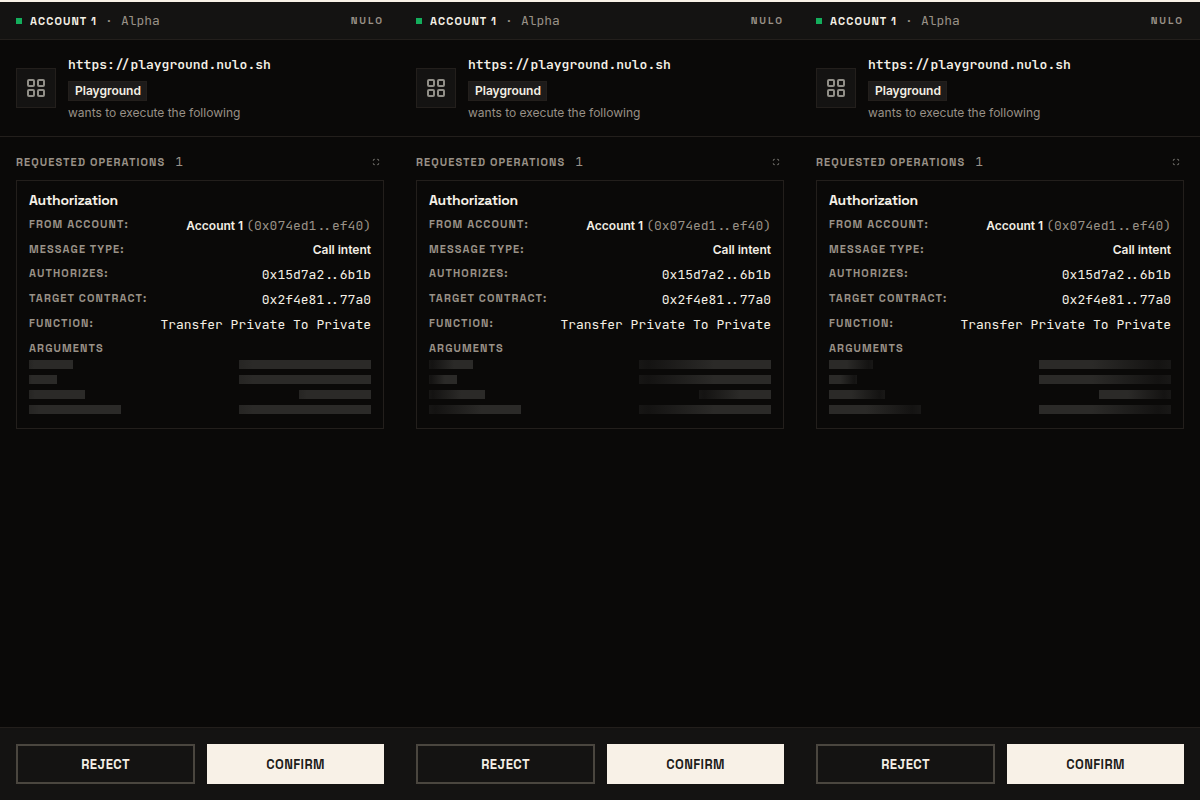 ACCOUNT 1 · Alpha NULO
https://playground.nulo.sh
Playground
wants to execute the following
REQUESTED OPERATIONS 1
Authorization
FROM ACCOUNT: Account 1 (0x074ed1..ef40)
MESSAGE TYPE: Call intent
AUTHORIZES: 0x15d7a2..6b1b
TARGET CONTRACT: 0x2f4e81..77a0
FUNCTION: Transfer Private To Private
ARGUMENTS
REJECT CONFIRM
ACCOUNT 1 · Alpha NULO
https://playground.nulo.sh
Playground
wants to execute the following
REQUESTED OPERATIONS 1
Authorization
FROM ACCOUNT: Account 1 (0x074ed1..ef40)
MESSAGE TYPE: Call intent
AUTHORIZES: 0x15d7a2..6b1b
TARGET CONTRACT: 0x2f4e81..77a0
FUNCTION: Transfer Private To Private
ARGUMENTS
REJECT CONFIRM
ACCOUNT 1 · Alpha NULO
https://playground.nulo.sh
Playground
wants to execute the following
REQUESTED OPERATIONS 1
Authorization
FROM ACCOUNT: Account 1 (0x074ed1..ef40)
MESSAGE TYPE: Call intent
AUTHORIZES: 0x15d7a2..6b1b
TARGET CONTRACT: 0x2f4e81..77a0
FUNCTION: Transfer Private To Private
ARGUMENTS
REJECT CONFIRM